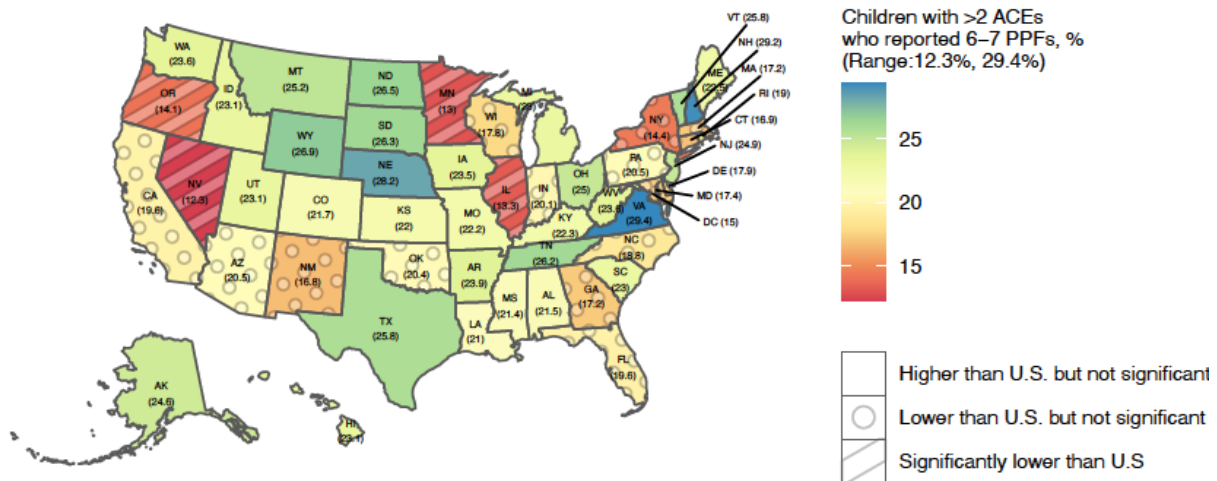 VT (25.8)
NH (29.2)
MA (17.2)
RI (19)
CT (16.9)
NJ (24.9)
DE (17.9)
MD (17.4)
DC (15)
WA
(23.6)
OR
(14.1)
ID
(23.1)
MT
(25.2)
ND
(26.5)
MN
(13)
WI
(17.8)
MI
NY
(14.4)
ME
(22.5)
WY
(26.9)
SD
(26.3)
NE
(28.2)
IA
(23.5)
IL
(13.3)
IN
(20.1)
OH
(25)
PA
(20.5)
NV
(12.3)
UT
(23.1)
CO
(21.7)
KS
(22)
MO
(22.2)
KY
(22.3)
WV
VA
(29.4)
CA
(19.6)
AZ
(20.5)
NM
(16.8)
OK
(20.4)
AR
(23.9)
TN
(26.2)
NC
(18.8)
SC
(23)
TX
(25.8)
LA
(21)
MS
(21.4)
AL
(21.5)
GA
(17.2)
FL
(19.6)
AK
(24.6)
HI
(23.1)
Children with >2 ACEs
who reported 6–7 PPFs, %
(Range:12.3%, 29.4%)
25
20
15
Higher than U.S. but not significant
Lower than U.S. but not significant
Significantly lower than U.S